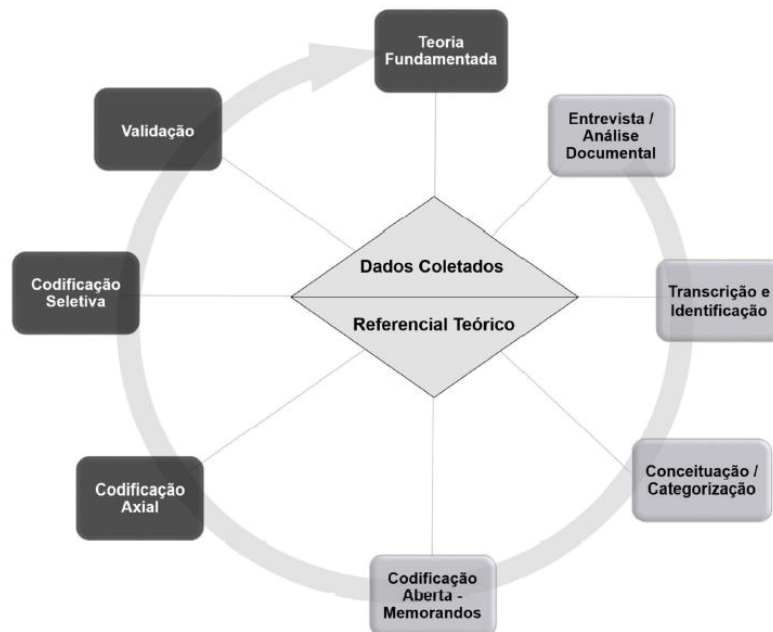 Teoria
Fundamentada
Entrevista /
Análise
Documental
Transcrição e
Identificação
Conceituação /
Categorização
Codificação
Aberta -
Memorandos
Codificação
Axial
Codificação
Seletiva
Validação
Dados Coletados
Referencial Teórico